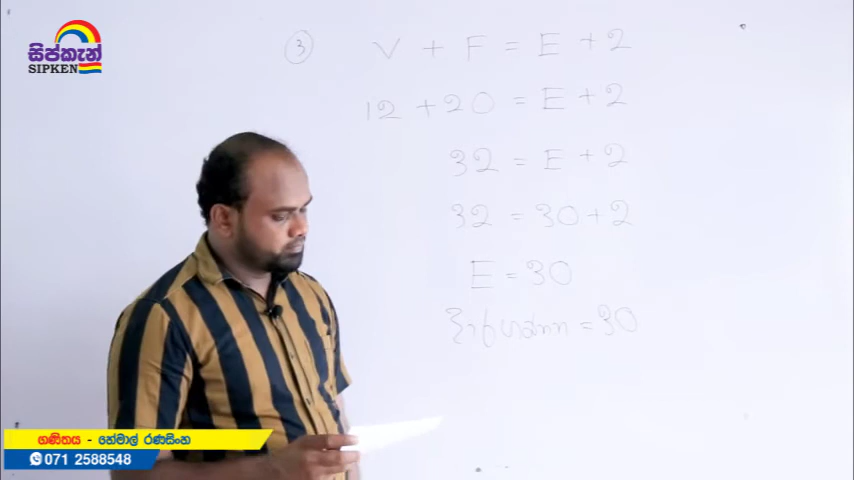 සිප්කැන්
SIPKEN
3 V + F = E + 2
12 + 20 = E + 2
32 = E + 2
32 = 30 + 2
E = 30
දාර ගණන = 30
ගණිතය - හේමාල් රණසිංහ
071 2588548